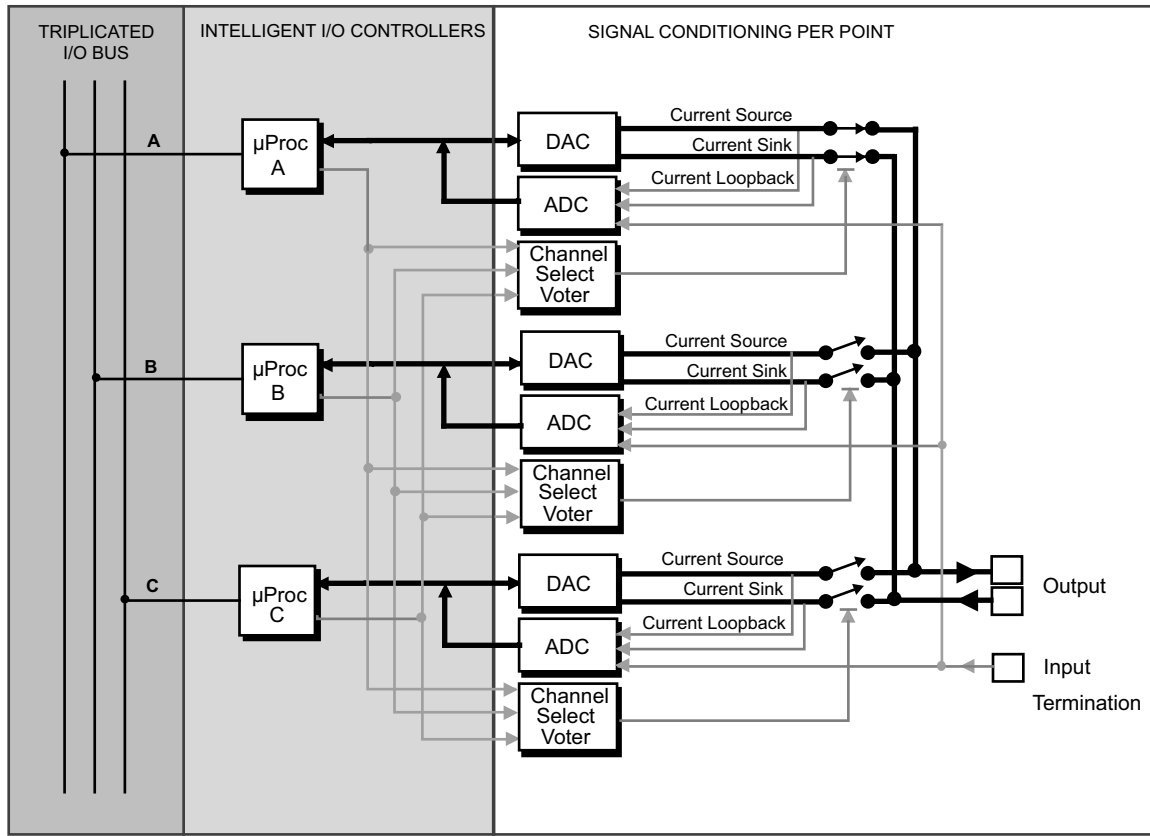 TRIPLICATED
I/O BUS
INTELLIGENT I/O CONTROLLERS
SIGNAL CONDITIONING PER POINT
A
µProc
A
DAC
Current Source
Current Sink
Current Loopback
ADC
Channel
Select
Voter
B
µProc
B
DAC
Current Source
Current Sink
Current Loopback
ADC
Channel
Select
Voter
C
µProc
C
DAC
Current Source
Current Sink
Current Loopback
ADC
Channel
Select
Voter
Output
Input
Termination